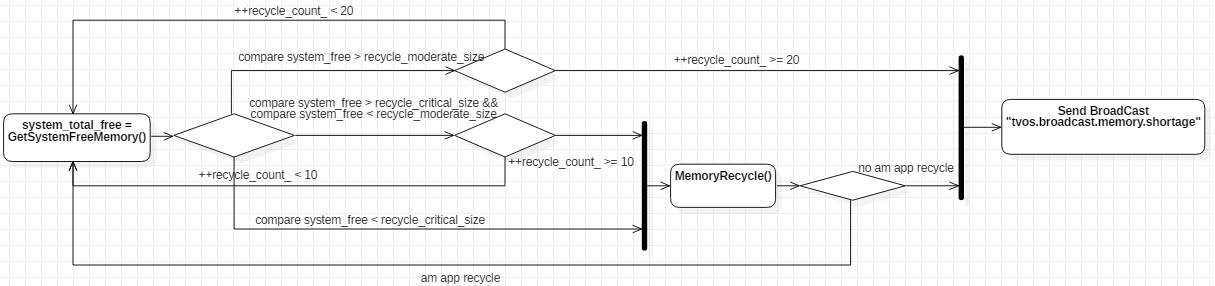 ++recycle_count_ < 20
compare system_free > recycle_moderate_size
++recycle_count_ >= 20
compare system_free > recycle_critical_size &&
compare system_free < recycle_moderate_size
system_total_free =
GetSystemFreeMemory()
Send BroadCast
"tvos.broadcast.memory.shortage"
++recycle_count_ >= 10
++recycle_count_ < 10
MemoryRecycle()
no am app recycle
compare system_free < recycle_critical_size
am app recycle